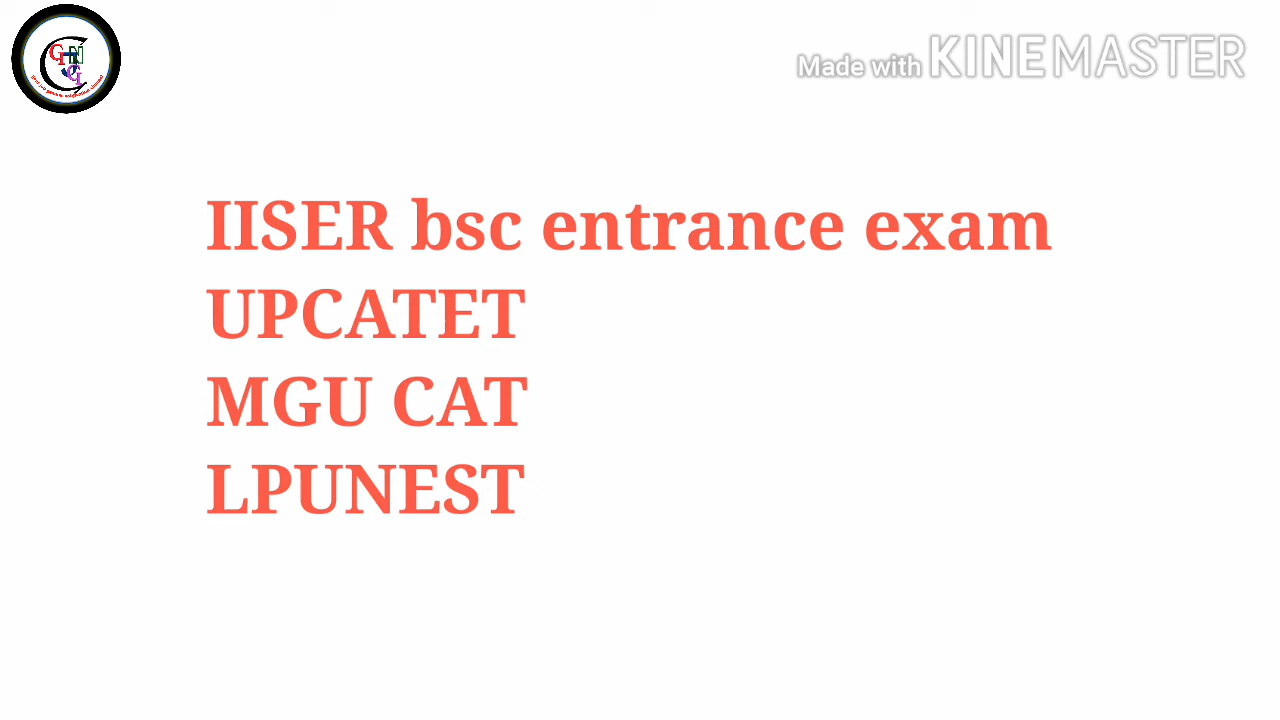 Made with KINEMASTER
IISER bsc entrance exam
UPCATET
MGU CAT
LPUNEST